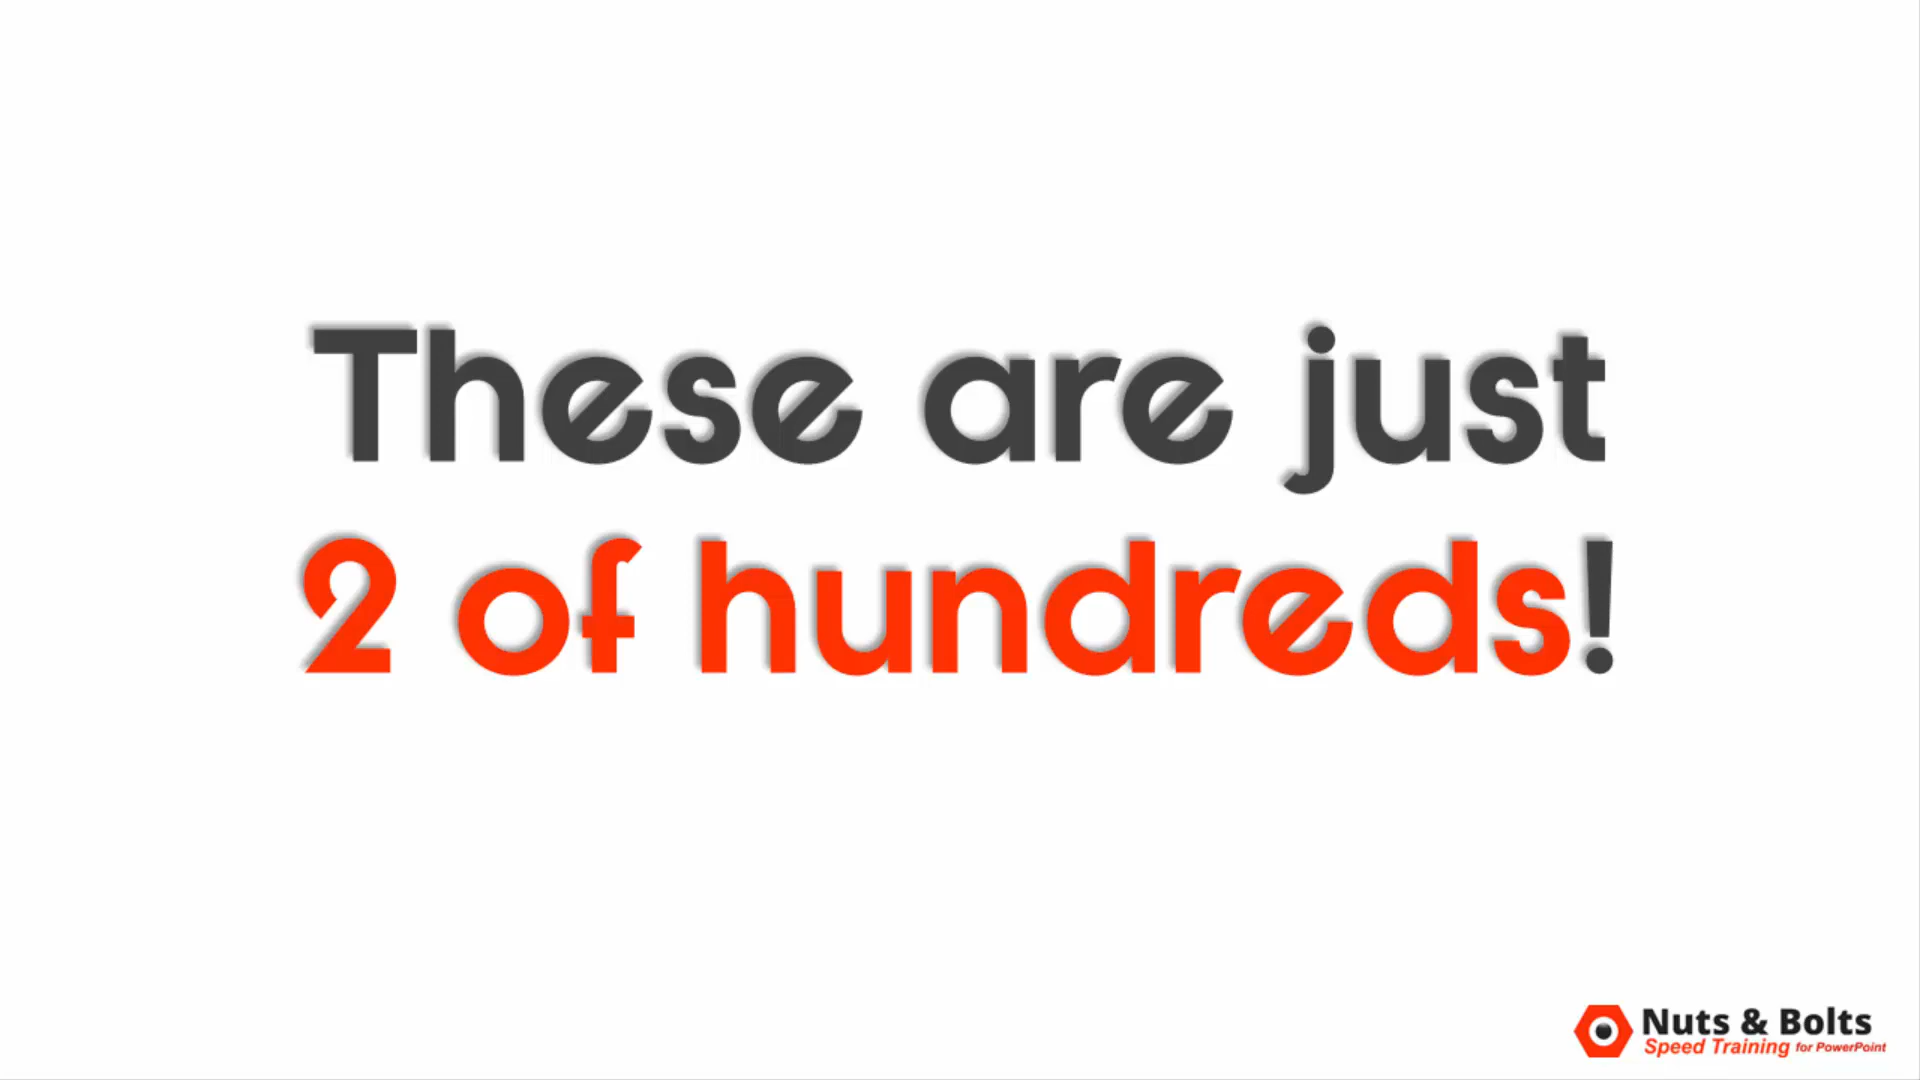 These are just
2 of hundreds!
Nuts & Bolts
Speed Training for PowerPoint